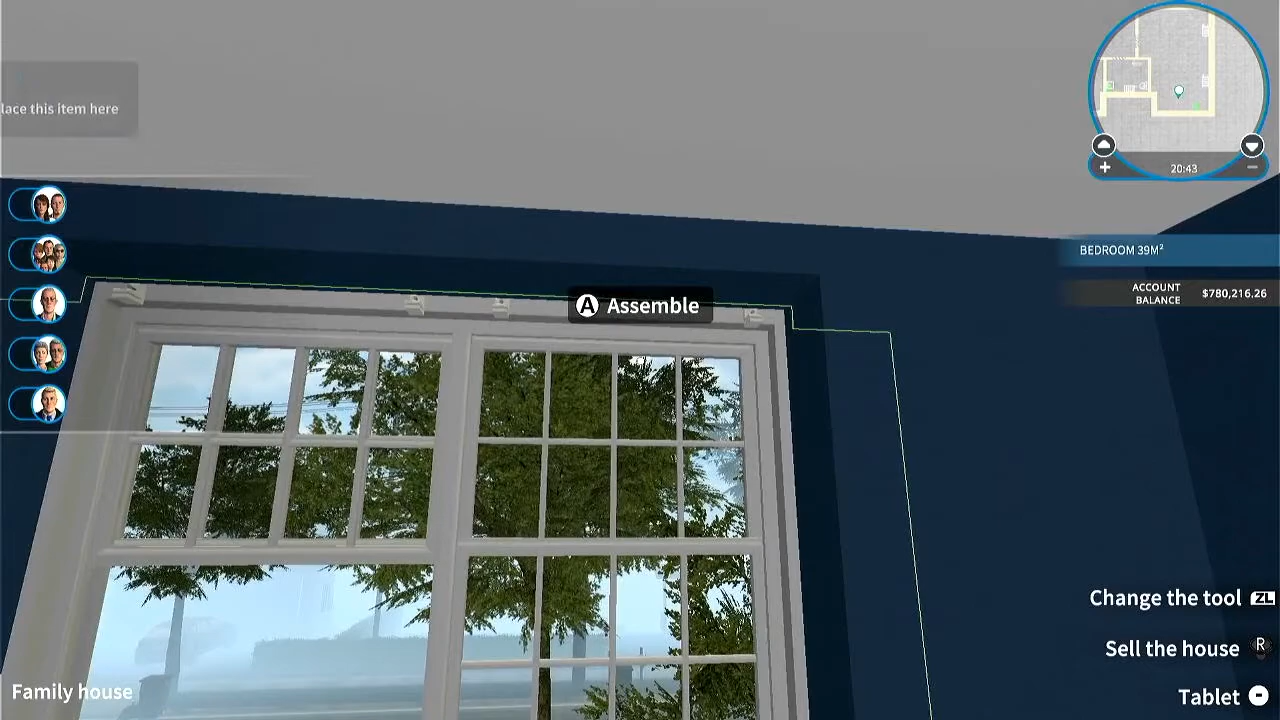 lace this item here
20:43
BEDROOM 39M²
ACCOUNT
BALANCE $780,216.26
A Assemble
Change the tool ZL
Sell the house R
Family house
Tablet